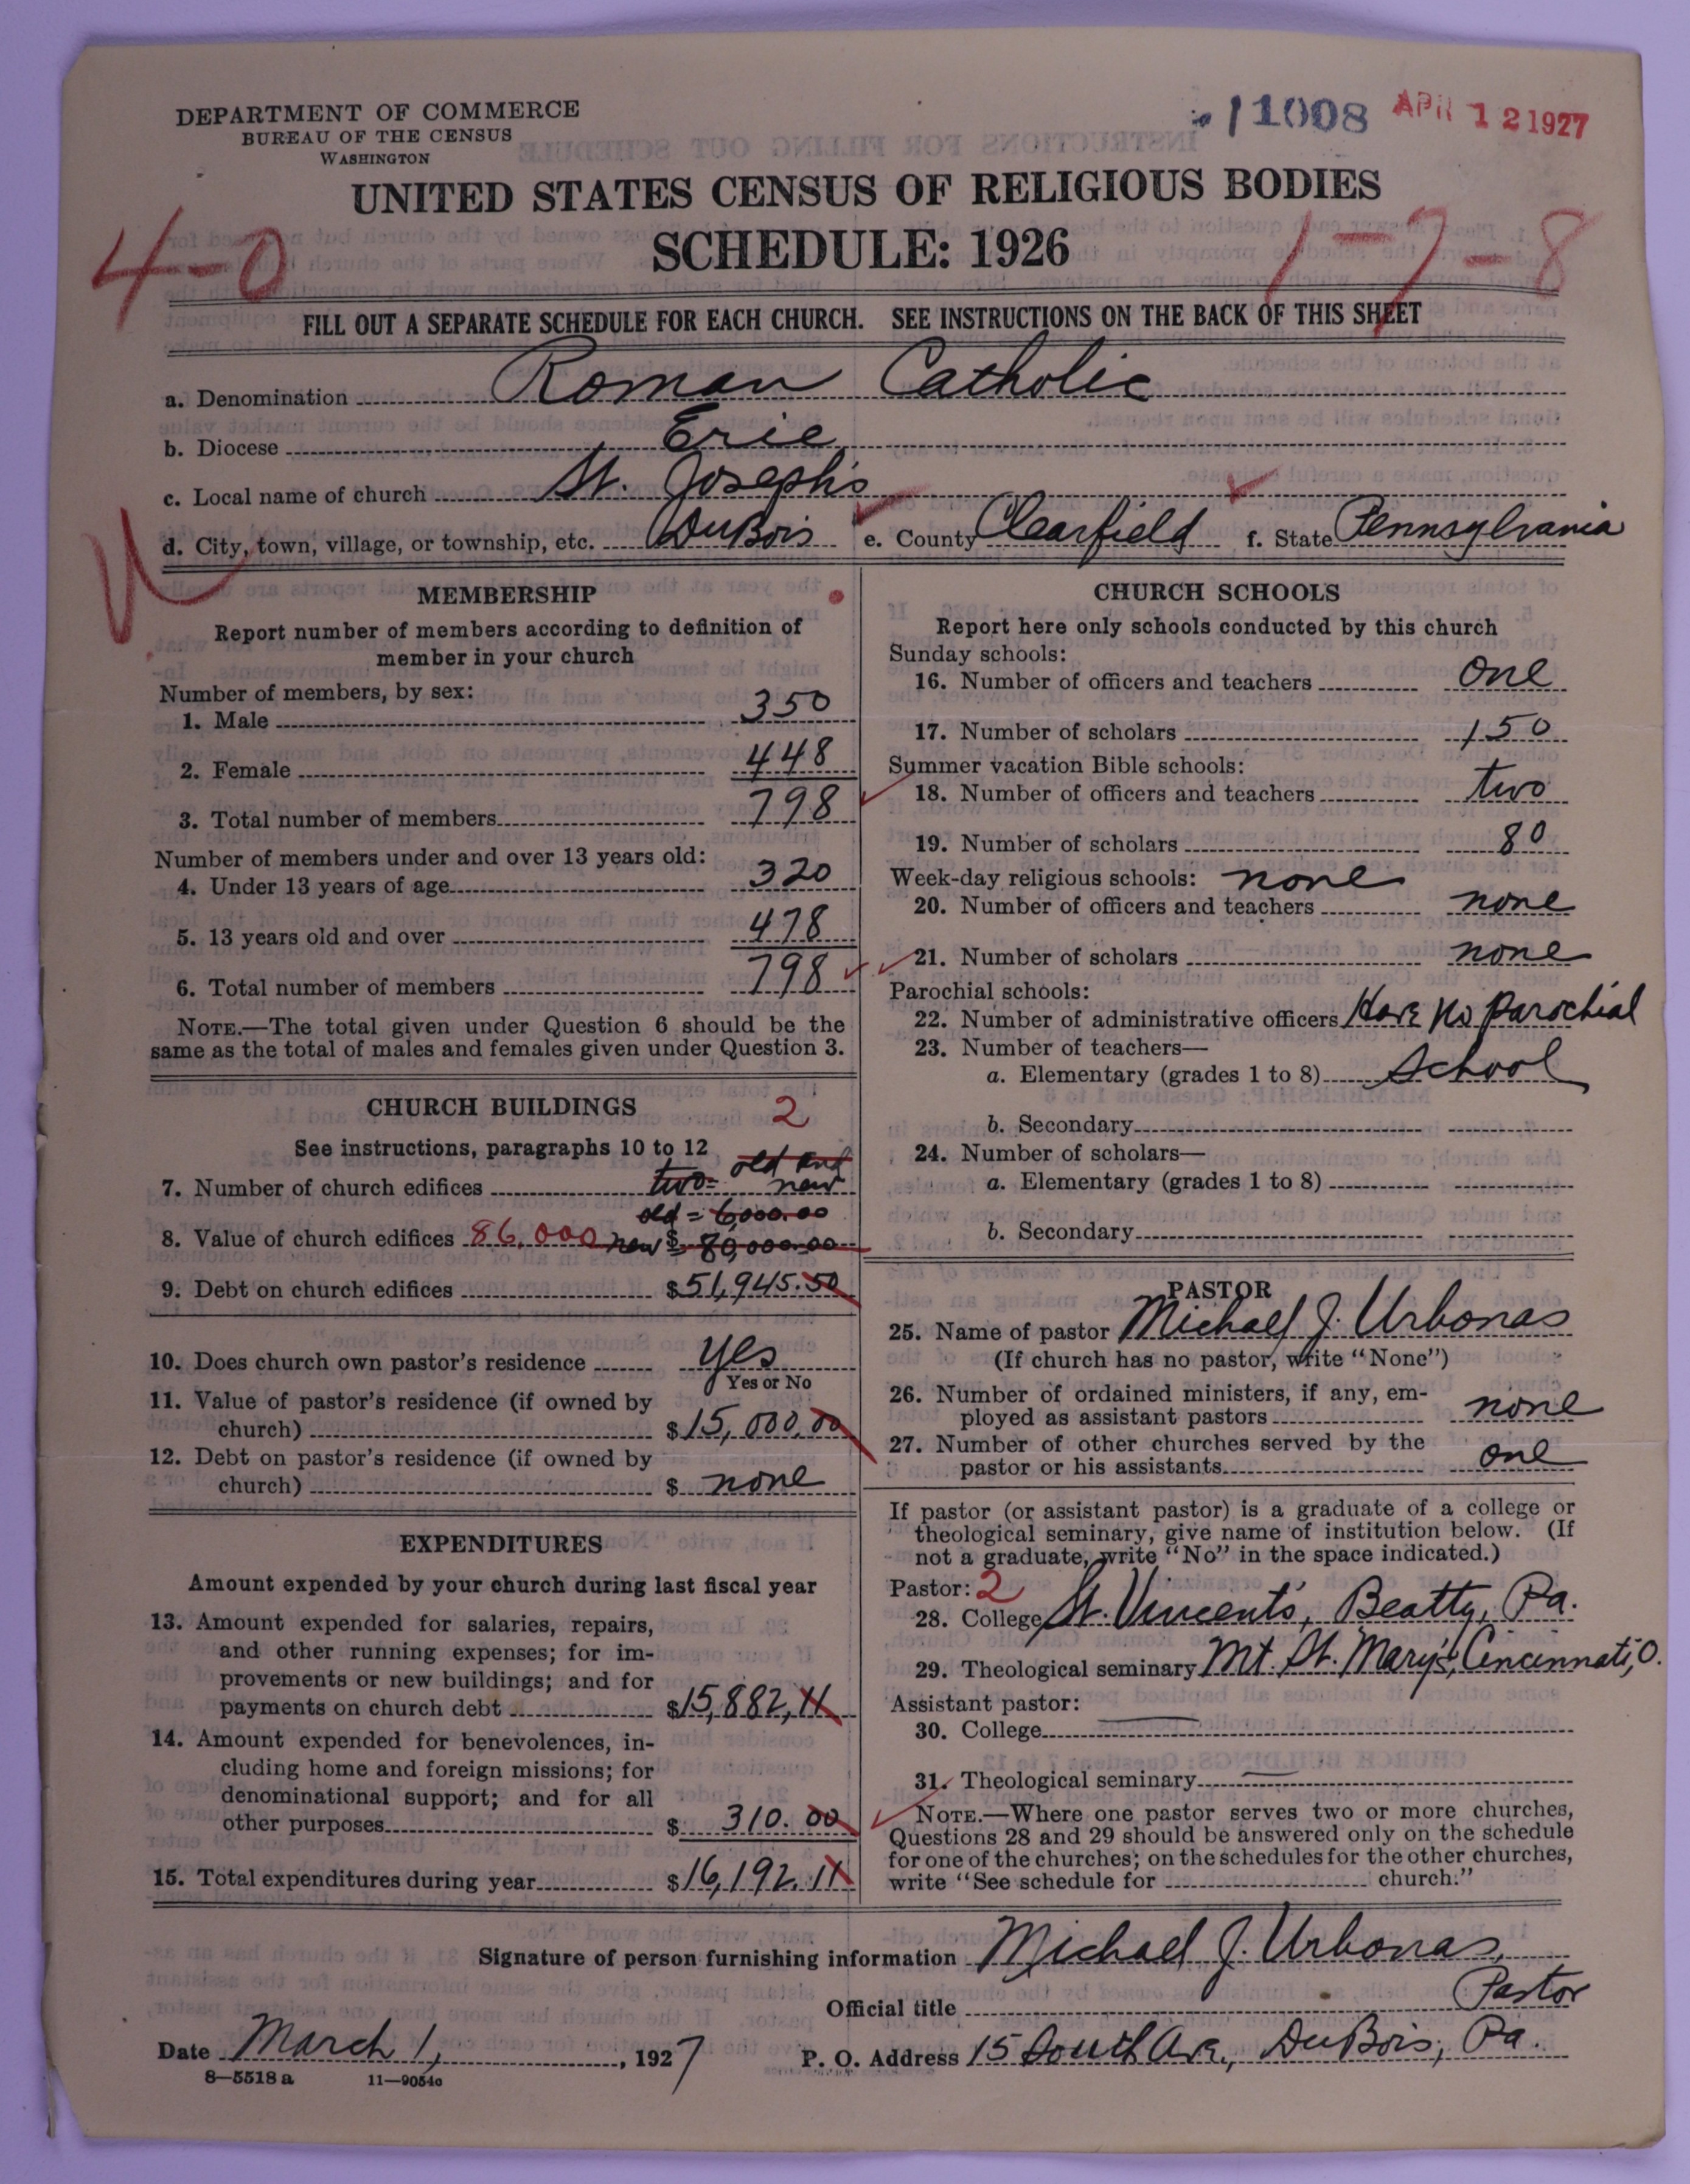 DEPARTMENT OF COMMERCE
BUREAU OF THE CENSUS
WASHINGTON
11008 APR 12 1927
UNITED STATES CENSUS OF RELIGIOUS BODIES
SCHEDULE: 1926
4-0
1-7-8
FILL OUT A SEPARATE SCHEDULE FOR EACH CHURCH. SEE INSTRUCTIONS ON THE BACK OF THIS SHEET
a. Denomination Roman Catholic
b. Diocese Erie
c. Local name of church St. Joseph's
d. City, town, village, or township, etc. DuBois e. County Clearfield f. State Pennsylvania
MEMBERSHIP
Report number of members according to definition of
member in your church
Number of members, by sex:
1. Male 350
2. Female 448
3. Total number of members 798
Number of members under and over 13 years old:
4. Under 13 years of age 320
5. 13 years old and over 478
6. Total number of members 798
NOTE.—The total given under Question 6 should be the
same as the total of males and females given under Question 3.
CHURCH BUILDINGS
See instructions, paragraphs 10 to 12
2
old and
7. Number of church edifices two- new
old = 6,000.00
8. Value of church edifices 86,000 new $ 80,000.00
9. Debt on church edifices $51,945.50
10. Does church own pastor's residence yes
Yes or No
11. Value of pastor's residence (if owned by
church) $15,000.00
12. Debt on pastor's residence (if owned by
church) $ none
EXPENDITURES
Amount expended by your church during last fiscal year
13. Amount expended for salaries, repairs,
and other running expenses; for im-
provements or new buildings; and for
payments on church debt $15,882,11
14. Amount expended for benevolences, in-
cluding home and foreign missions; for
denominational support; and for all
other purposes $ 310.00
15. Total expenditures during year $16,192.11
CHURCH SCHOOLS
Report here only schools conducted by this church
Sunday schools:
16. Number of officers and teachers one
17. Number of scholars 150
Summer vacation Bible schools:
18. Number of officers and teachers two
19. Number of scholars 80
Week-day religious schools: none
20. Number of officers and teachers none
21. Number of scholars none
Parochial schools:
22. Number of administrative officers Have no parochial
23. Number of teachers—
a. Elementary (grades 1 to 8) School
b. Secondary
24. Number of scholars—
a. Elementary (grades 1 to 8)
b. Secondary
PASTOR
25. Name of pastor Michael J. Urbonas
(If church has no pastor, write "None")
26. Number of ordained ministers, if any, em-
ployed as assistant pastors none
27. Number of other churches served by the
pastor or his assistants one
If pastor (or assistant pastor) is a graduate of a college or
theological seminary, give name of institution below. (If
not a graduate, write "No" in the space indicated.)
Pastor: 2
28. College St. Vincent's, Beatty, Pa.
29. Theological seminary Mt. St. Mary's, Cincinnati, O.
Assistant pastor:
30. College
31. Theological seminary
NOTE.—Where one pastor serves two or more churches,
Questions 28 and 29 should be answered only on the schedule
for one of the churches; on the schedules for the other churches,
write "See schedule for church."
Signature of person furnishing information Michael J. Urbonas,
Official title Pastor
Date March 1, 1927 P. O. Address 15 South Ave., DuBois, Pa.
8—5518 a 11—9054c